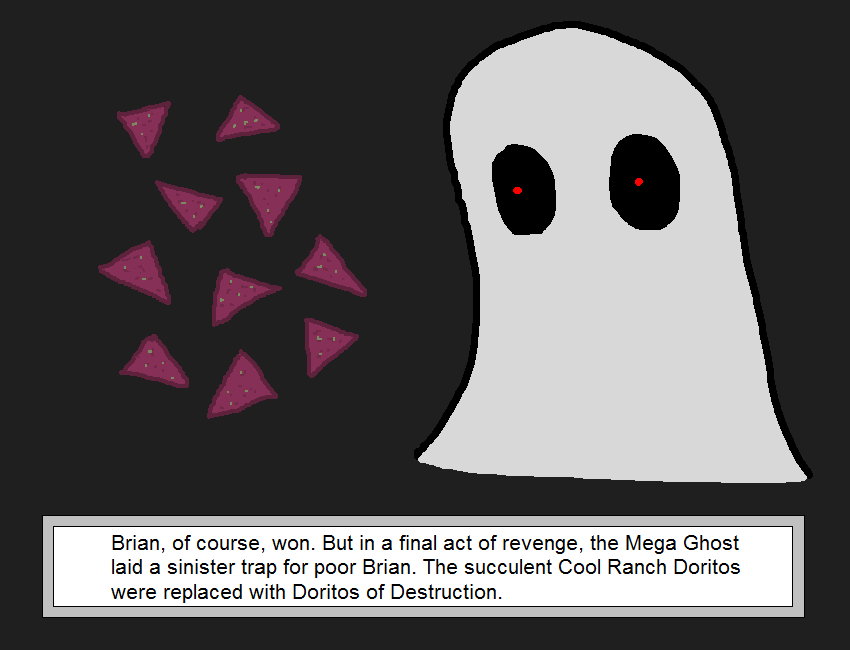 Brian, of course, won. But in a final act of revenge, the Mega Ghost
laid a sinister trap for poor Brian. The succulent Cool Ranch Doritos
were replaced with Doritos of Destruction.